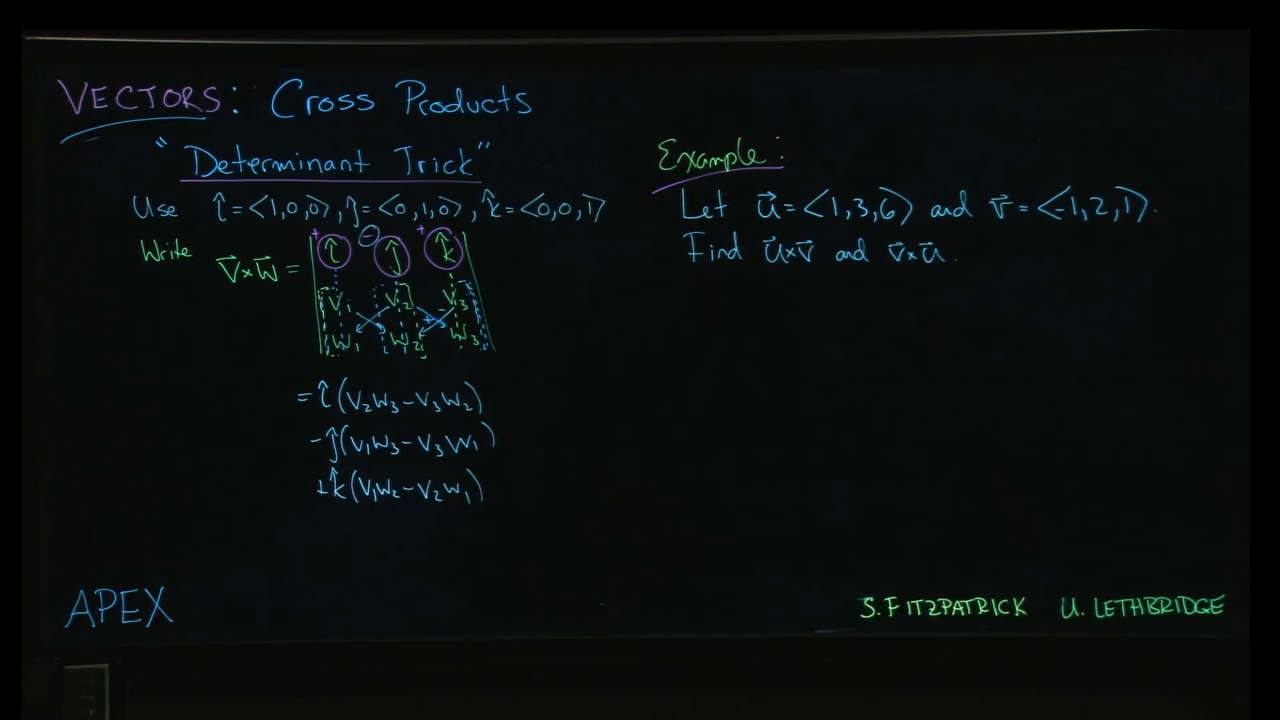 VECTORS: Cross Products
"Determinant Trick"
Use î=<1,0,0>, ĵ=<0,1,0>, k̂=<0,0,1>
Write v⃗×w⃗ =
+ − +
î ĵ k̂
v₁ v₂ v₃
+ −
w₁ w₂ w₃
= î(v₂w₃−v₃w₂)
−ĵ(v₁w₃−v₃w₁)
+k̂(v₁w₂−v₂w₁)
Example:
Let u⃗=<1,3,6> and v⃗=<-1,2,1>.
Find u⃗×v⃗ and v⃗×u⃗.
APEX
S. FITZPATRICK U. LETHBRIDGE